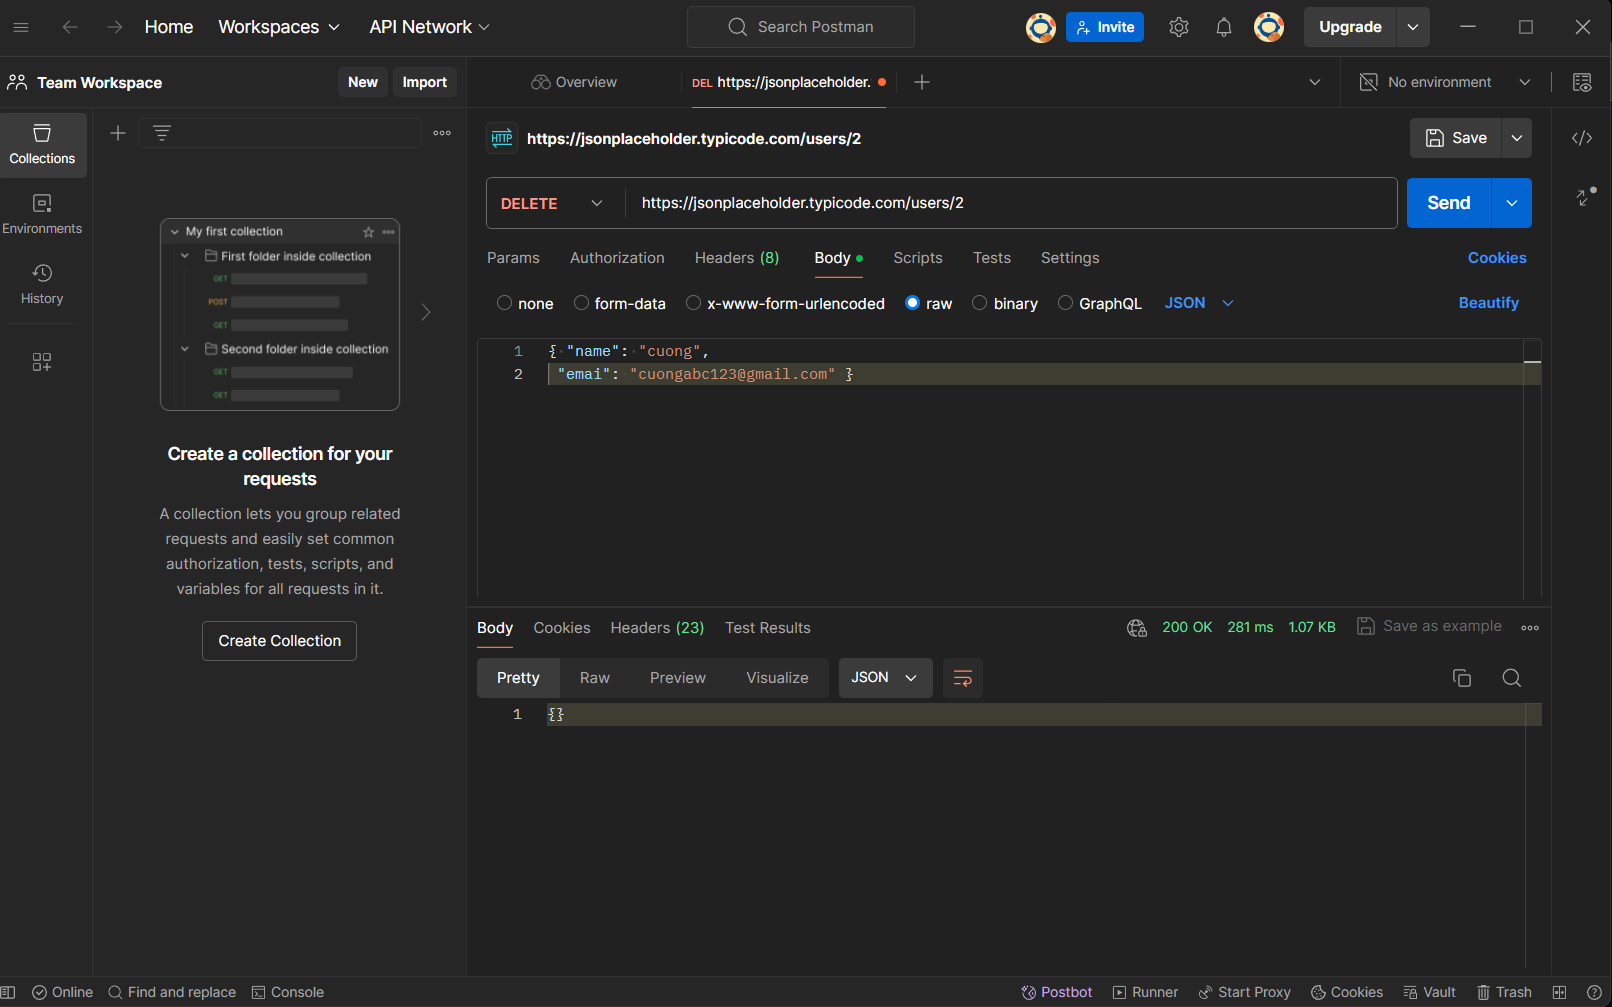 Home Workspaces API Network Search Postman Invite Upgrade
Team Workspace New Import Overview DEL https://jsonplaceholder. No environment
Collections
Environments
History
My first collection
First folder inside collection
GET
POST
GET
Second folder inside collection
GET
GET
Create a collection for your
requests
A collection lets you group related
requests and easily set common
authorization, tests, scripts, and
variables for all requests in it.
Create Collection
HTTP https://jsonplaceholder.typicode.com/users/2 Save
DELETE https://jsonplaceholder.typicode.com/users/2 Send
Params Authorization Headers (8) Body Scripts Tests Settings Cookies
none form-data x-www-form-urlencoded raw binary GraphQL JSON Beautify
1 { "name": "cuong",
2 "emai": "cuongabc123@gmail.com" }
Body Cookies Headers (23) Test Results 200 OK 281 ms 1.07 KB Save as example
Pretty Raw Preview Visualize JSON
1 {}
Online Find and replace Console Postbot Runner Start Proxy Cookies Vault Trash